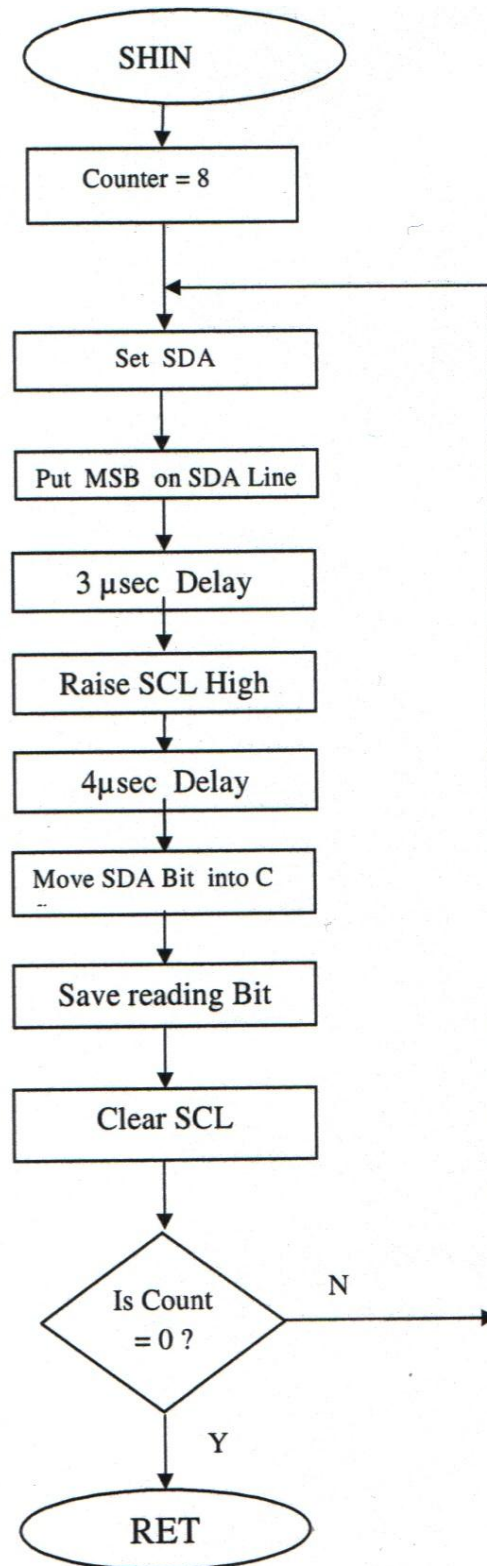 SHIN
Counter = 8
Set SDA
Put MSB on SDA Line
3 µsec Delay
Raise SCL High
4µsec Delay
Move SDA Bit into C
Save reading Bit
Clear SCL
Is Count
= 0 ?
N
Y
RET